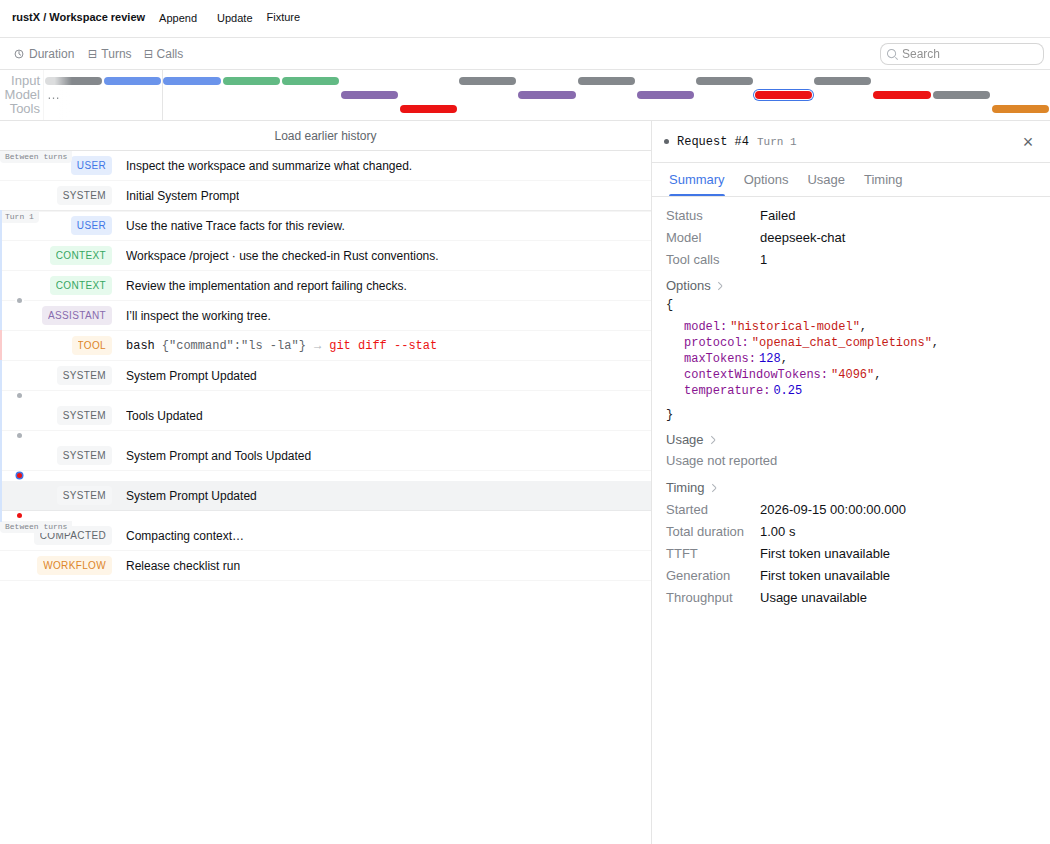 rustX / Workspace review Append Update Fixture
Duration Turns Calls Search
Input
Model ...
Tools
Load earlier history
Between turns
USER Inspect the workspace and summarize what changed.
SYSTEM Initial System Prompt
Turn 1
USER Use the native Trace facts for this review.
CONTEXT Workspace /project · use the checked-in Rust conventions.
CONTEXT Review the implementation and report failing checks.
ASSISTANT I'll inspect the working tree.
TOOL bash {"command":"ls -la"} → git diff --stat
SYSTEM System Prompt Updated
SYSTEM Tools Updated
SYSTEM System Prompt and Tools Updated
SYSTEM System Prompt Updated
Between turns
COMPACTED Compacting context…
WORKFLOW Release checklist run
Request #4 Turn 1 ×
Summary Options Usage Timing
Status Failed
Model deepseek-chat
Tool calls 1
Options
{
model: "historical-model",
protocol: "openai_chat_completions",
maxTokens: 128,
contextWindowTokens: "4096",
temperature: 0.25
}
Usage
Usage not reported
Timing
Started 2026-09-15 00:00:00.000
Total duration 1.00 s
TTFT First token unavailable
Generation First token unavailable
Throughput Usage unavailable